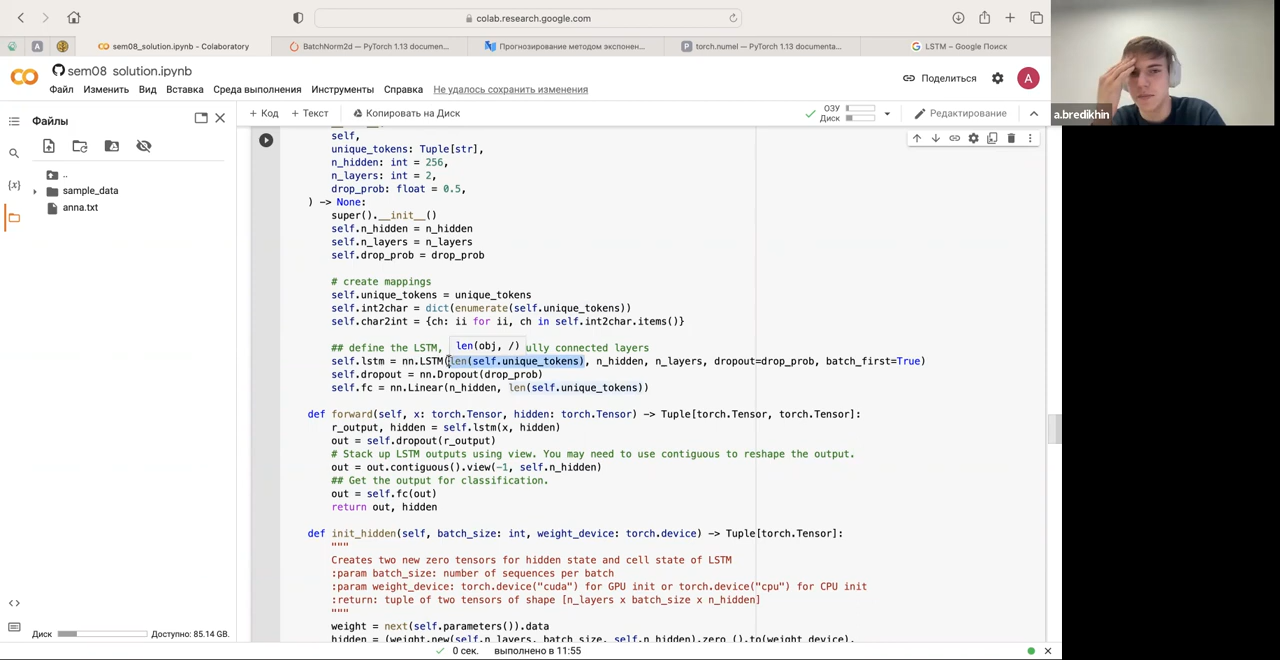 colab.research.google.com
sem08_solution.ipynb - Colaboratory
BatchNorm2d — PyTorch 1.13 documen...
Прогнозирование методом экспонен...
torch.numel — PyTorch 1.13 documenta...
LSTM – Google Поиск
sem08 solution.ipynb
Файл Изменить Вид Вставка Среда выполнения Инструменты Справка Не удалось сохранить изменения
Поделиться
A
a.bredikhin
Файлы
+ Код + Текст Копировать на Диск
ОЗУ
Диск
Редактирование
..
sample_data
anna.txt
self,
unique_tokens: Tuple[str],
n_hidden: int = 256,
n_layers: int = 2,
drop_prob: float = 0.5,
) -> None:
super().__init__()
self.n_hidden = n_hidden
self.n_layers = n_layers
self.drop_prob = drop_prob
# create mappings
self.unique_tokens = unique_tokens
self.int2char = dict(enumerate(self.unique_tokens))
self.char2int = {ch: ii for ii, ch in self.int2char.items()}
len(obj, /)
## define the LSTM, ully connected layers
self.lstm = nn.LSTM(len(self.unique_tokens), n_hidden, n_layers, dropout=drop_prob, batch_first=True)
self.dropout = nn.Dropout(drop_prob)
self.fc = nn.Linear(n_hidden, len(self.unique_tokens))
def forward(self, x: torch.Tensor, hidden: torch.Tensor) -> Tuple[torch.Tensor, torch.Tensor]:
r_output, hidden = self.lstm(x, hidden)
out = self.dropout(r_output)
# Stack up LSTM outputs using view. You may need to use contiguous to reshape the output.
out = out.contiguous().view(-1, self.n_hidden)
## Get the output for classification.
out = self.fc(out)
return out, hidden
def init_hidden(self, batch_size: int, weight_device: torch.device) -> Tuple[torch.Tensor]:
"""
Creates two new zero tensors for hidden state and cell state of LSTM
:param batch_size: number of sequences per batch
:param weight_device: torch.device("cuda") for GPU init or torch.device("cpu") for CPU init
:return: tuple of two tensors of shape [n_layers x batch_size x n_hidden]
"""
weight = next(self.parameters()).data
hidden = (weight.new(self.n_layers, batch_size, self.n_hidden).zero_().to(weight_device),
Диск Доступно: 85.14 GB.
0 сек. выполнено в 11:55